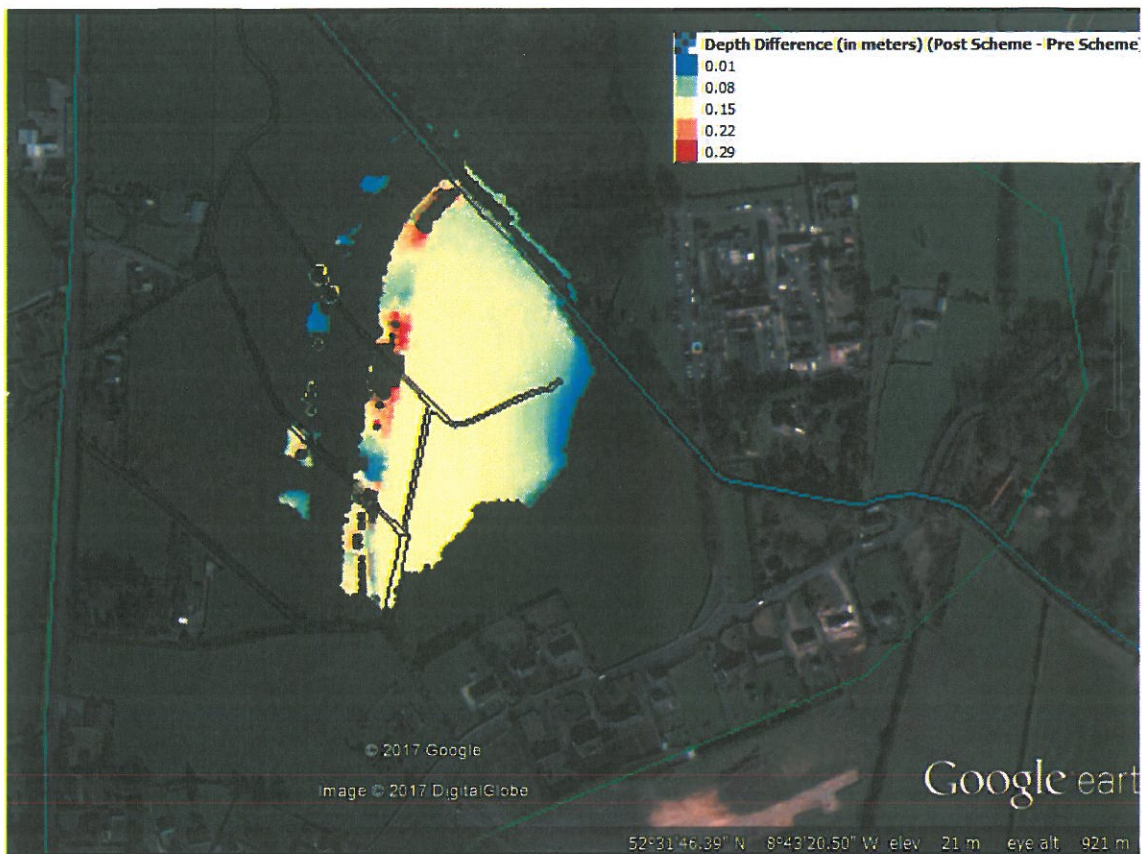 Depth Difference (in meters) (Post Scheme - Pre Scheme)
0.01
0.08
0.15
0.22
0.29
© 2017 Google
Image © 2017 DigitalGlobe
Google eart
52°31'46.39" N 8°43'20.50" W elev 21 m eye alt 921 m